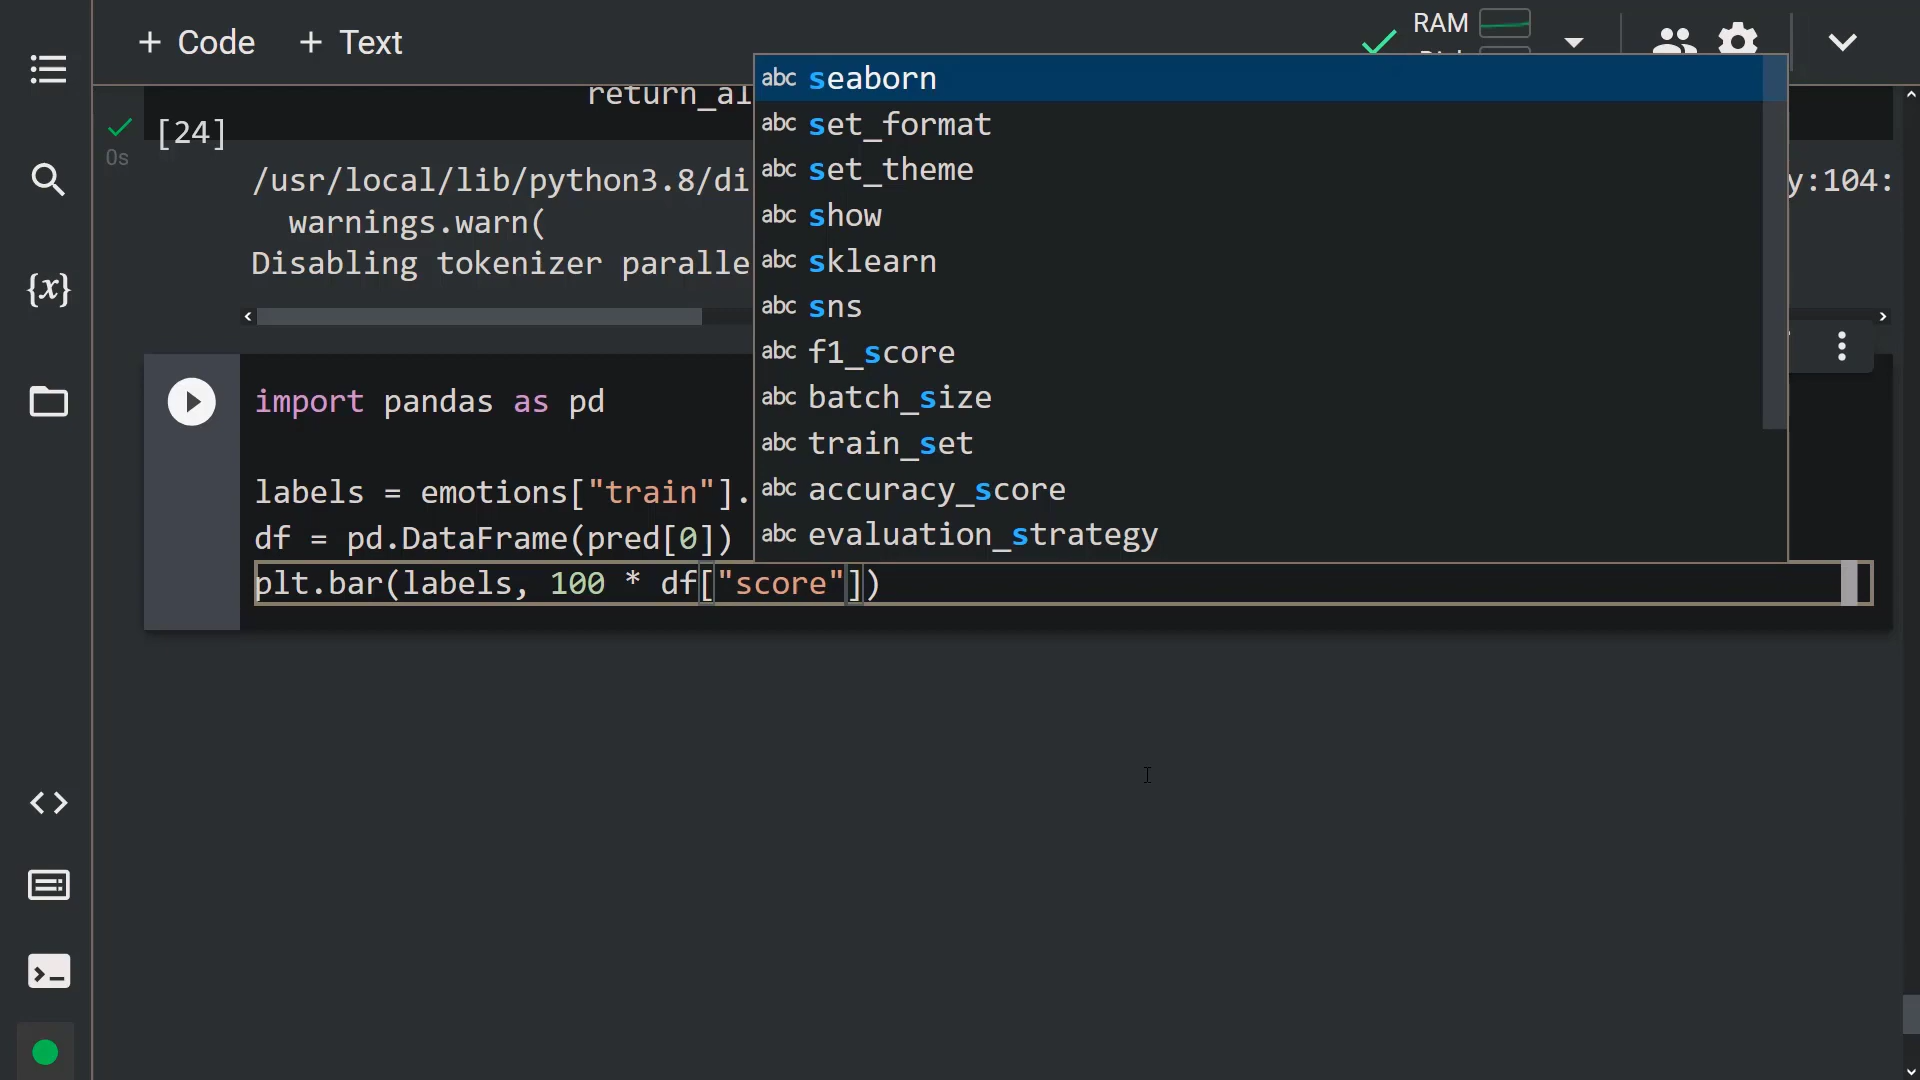 + Code + Text
RAM
return_al
[24]
0s
/usr/local/lib/python3.8/di
y:104:
warnings.warn(
Disabling tokenizer paralle
{x}
import pandas as pd
labels = emotions["train"].
df = pd.DataFrame(pred[0])
plt.bar(labels, 100 * df["score"])
abc seaborn
abc set_format
abc set_theme
abc show
abc sklearn
abc sns
abc f1_score
abc batch_size
abc train_set
abc accuracy_score
abc evaluation_strategy